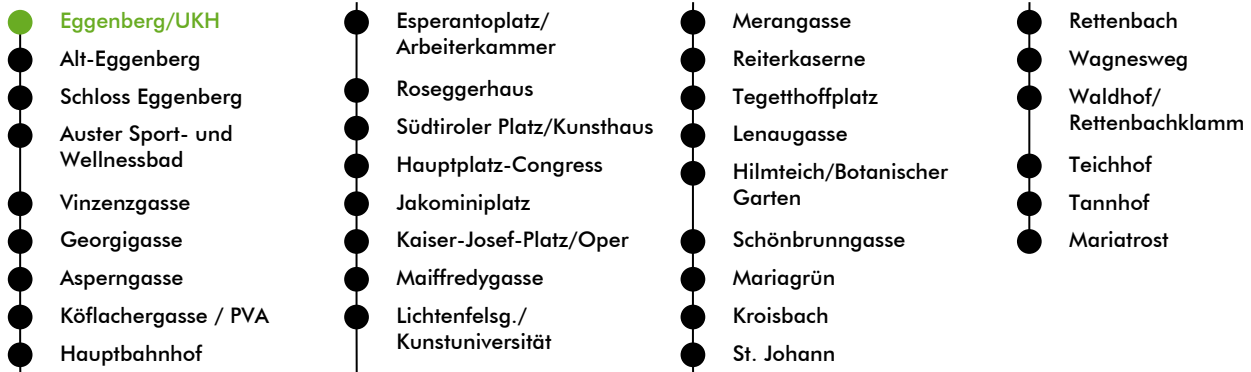 Eggenberg/UKH
Alt-Eggenberg
Schloss Eggenberg
Auster Sport- und
Wellnessbad
Vinzenzgasse
Georgigasse
Asperngasse
Köflachergasse / PVA
Hauptbahnhof
Esperantoplatz/
Arbeiterkammer
Roseggerhaus
Südtiroler Platz/Kunsthaus
Hauptplatz-Congress
Jakominiplatz
Kaiser-Josef-Platz/Oper
Maiffredygasse
Lichtenfelsg./
Kunstuniversität
Merangasse
Reiterkaserne
Tegetthoffplatz
Lenaugasse
Hilmteich/Botanischer
Garten
Schönbrunngasse
Mariagrün
Kroisbach
St. Johann
Rettenbach
Wagnesweg
Waldhof/
Rettenbachklamm
Teichhof
Tannhof
Mariatrost